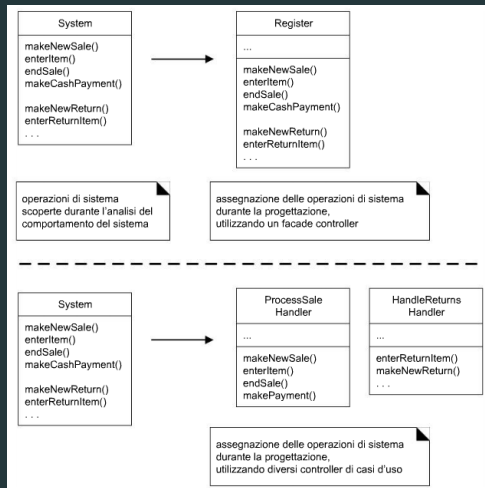 System
makeNewSale()
enterItem()
endSale()
makeCashPayment()
makeNewReturn()
enterReturnItem()
. . .
Register
...
makeNewSale()
enterItem()
endSale()
makeCashPayment()
makeNewReturn()
enterReturnItem()
. . .
operazioni di sistema
scoperte durante l'analisi del
comportamento del sistema
assegnazione delle operazioni di sistema
durante la progettazione,
utilizzando un facade controller
System
makeNewSale()
enterItem()
endSale()
makeCashPayment()
makeNewReturn()
enterReturnItem()
. . .
ProcessSale
Handler
...
makeNewSale()
enterItem()
endSale()
makePayment()
HandleReturns
Handler
...
enterReturnItem()
makeNewReturn()
. . .
assegnazione delle operazioni di sistema
durante la progettazione,
utilizzando diversi controller di casi d'uso